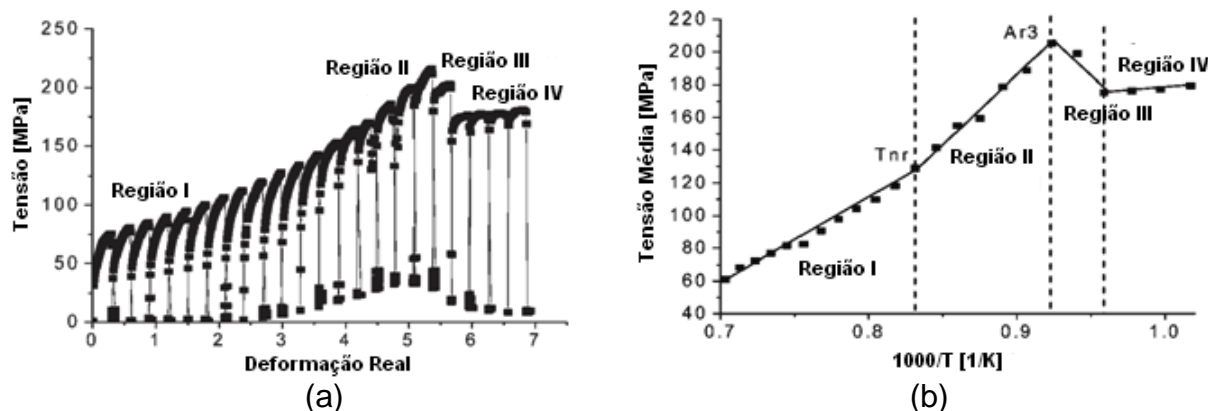 250
200
150
100
50
0
Tensão [MPa]
Região I
Região II
Região III
Região IV
0 1 2 3 4 5 6 7
Deformação Real
(a)
220
200
180
160
140
120
100
80
60
40
Tensão Média [MPa]
Ar3
Tnr
Região IV
Região III
Região II
Região I
0.7 0.8 0.9 1.0
1000/T [1/K]
(b)